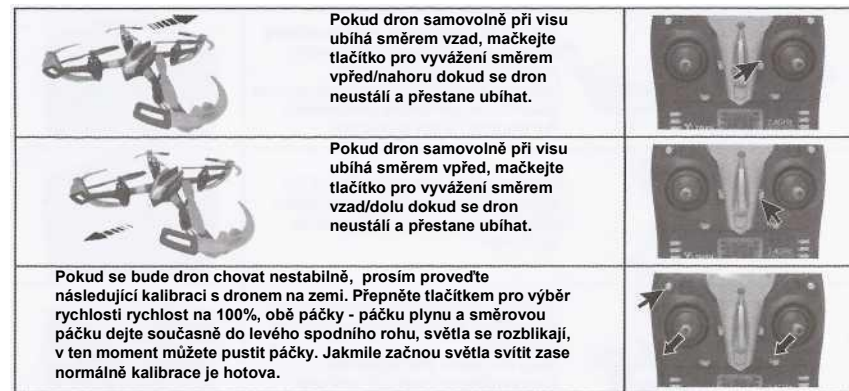 Pokud dron samovolně při visu
ubíhá směrem vzad, mačkejte
tlačítko pro vyvážení směrem
vpřed/nahoru dokud se dron
neustálí a přestane ubíhat.
Pokud dron samovolně při visu
ubíhá směrem vpřed, mačkejte
tlačítko pro vyvážení směrem
vzad/dolu dokud se dron
neustálí a přestane ubíhat.
Pokud se bude dron chovat nestabilně, prosím proveďte
následující kalibraci s dronem na zemi. Přepněte tlačítkem pro výběr
rychlosti rychlost na 100%, obě páčky - páčku plynu a směrovou
páčku dejte současně do levého spodního rohu, světla se rozblikají,
v ten moment můžete pustit páčky. Jakmile začnou světla svítit zase
normálně kalibrace je hotova.